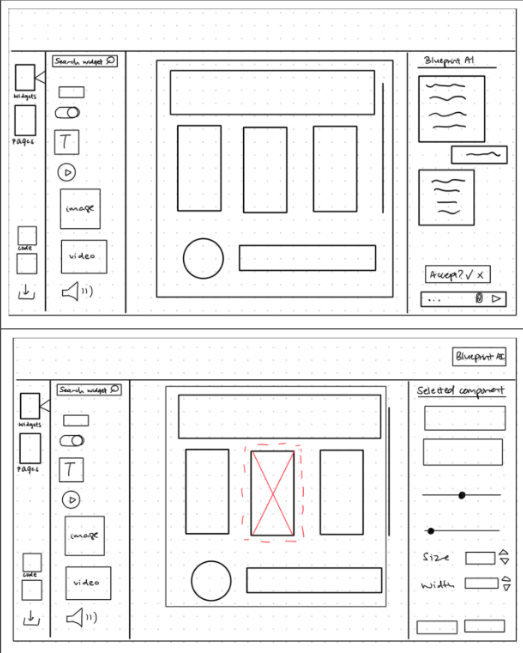 Search widget
Blueprint AI
Widgets
Pages
T
image
code
video
Accept? ✓ x
...
Blueprint AI
Search widget
Selected component
Widgets
Pages
T
image
Size
code
video
Width